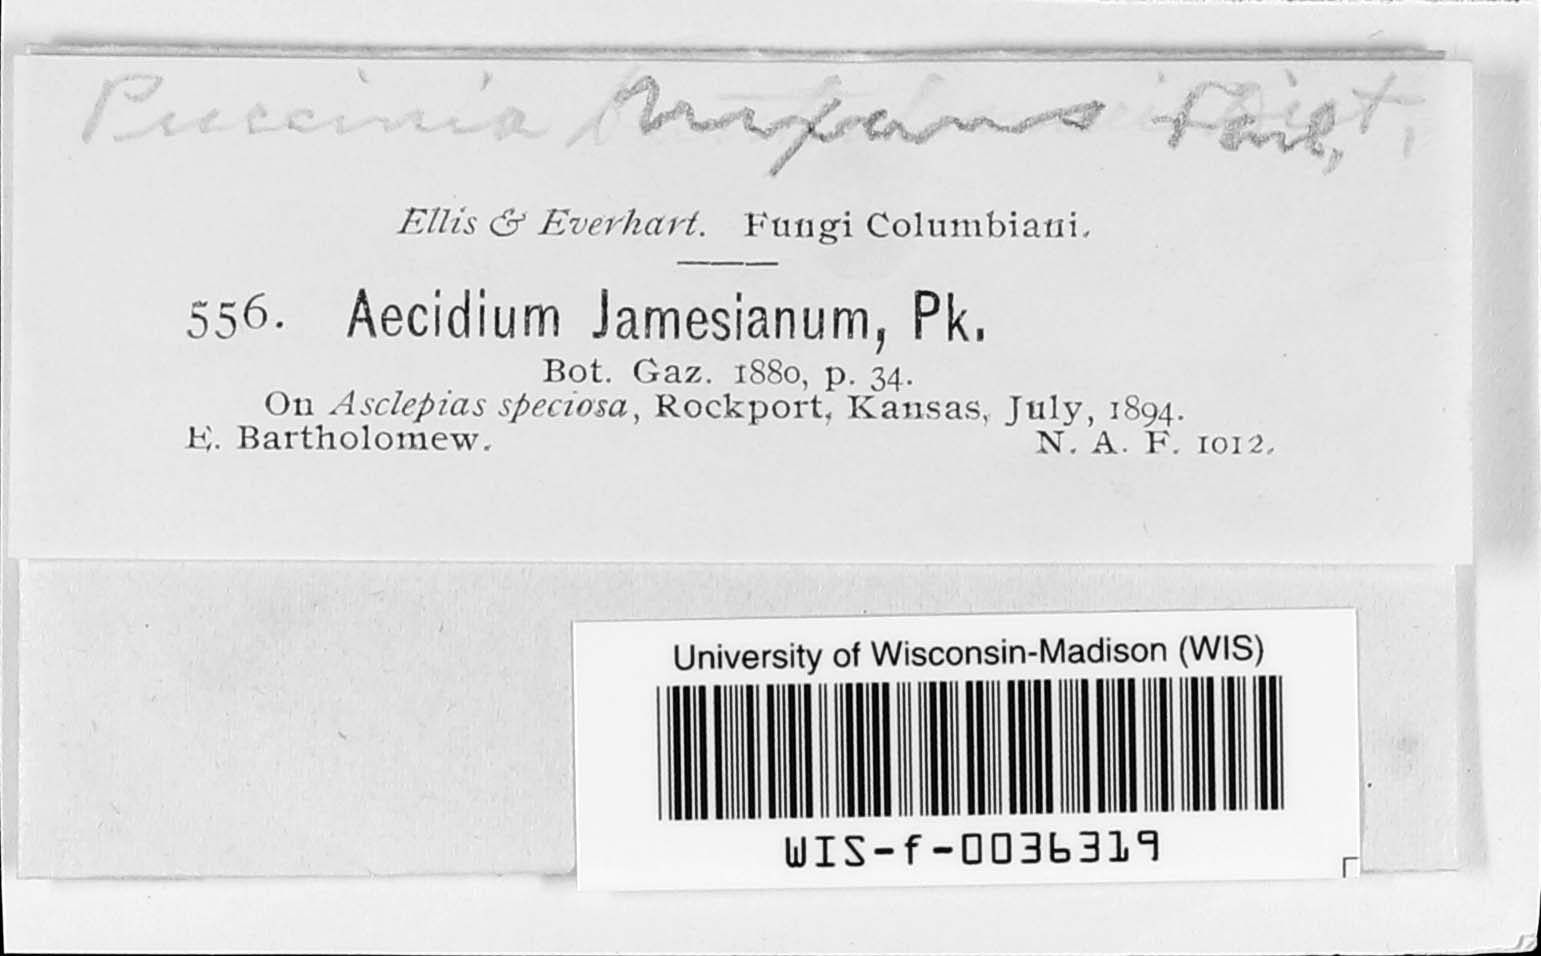 Puccinia
Ellis & Everhart. Fungi Columbiani.
556. Aecidium Jamesianum, Pk.
Bot. Gaz. 1880, p. 34.
On Asclepias speciosa, Rockport, Kansas, July, 1894.
E. Bartholomew. N. A. F. 1012.
University of Wisconsin-Madison (WIS)
WIS-f-0036319